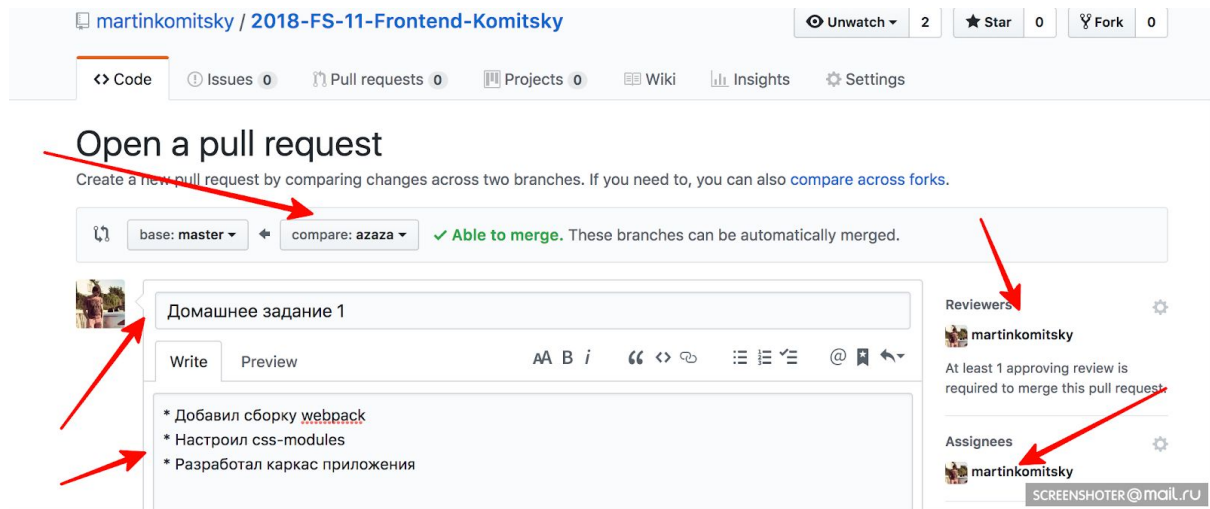 martinkomitsky / 2018-FS-11-Frontend-Komitsky
Unwatch 2 Star 0 Fork 0
Code Issues 0 Pull requests 0 Projects 0 Wiki Insights Settings
Open a pull request
Create a new pull request by comparing changes across two branches. If you need to, you can also compare across forks.
base: master compare: azaza Able to merge. These branches can be automatically merged.
Домашнее задание 1
Write Preview
AA B i @
* Добавил сборку webpack
* Настроил css-modules
* Разработал каркас приложения
Reviewers
martinkomitsky
At least 1 approving review is
required to merge this pull request.
Assignees
martinkomitsky
SCREENSHOTER@mail.ru